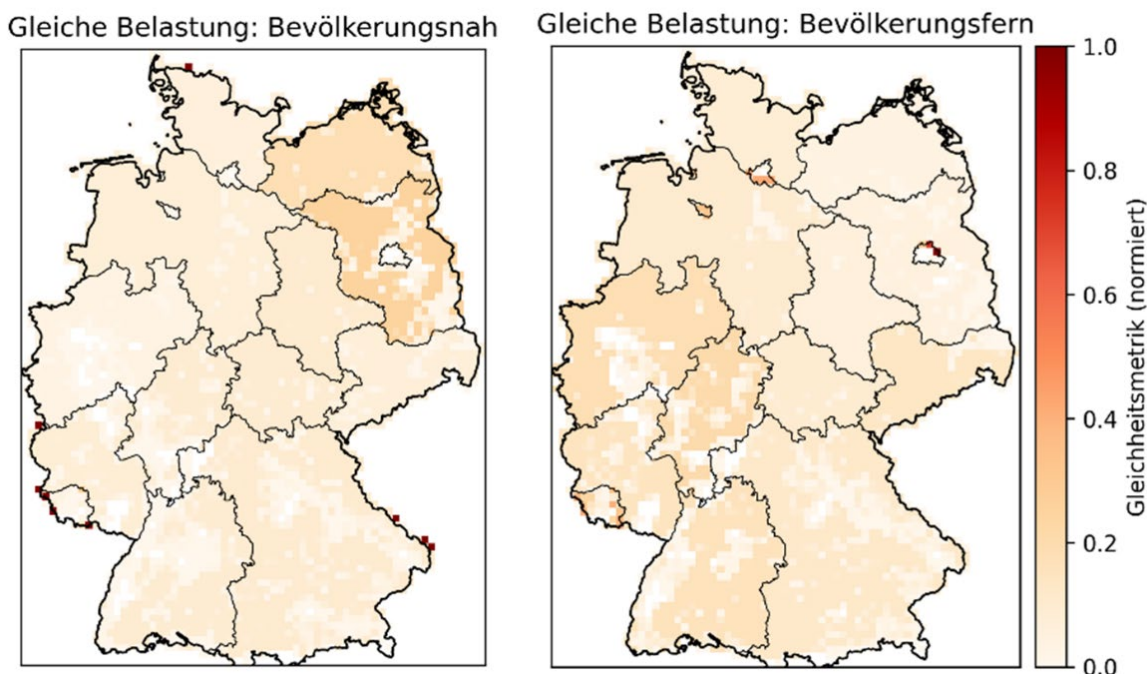 Gleiche Belastung: Bevölkerungsnah
Gleiche Belastung: Bevölkerungsfern
1.0
0.8
0.6
0.4
0.2
0.0
Gleichheitsmetrik (normiert)